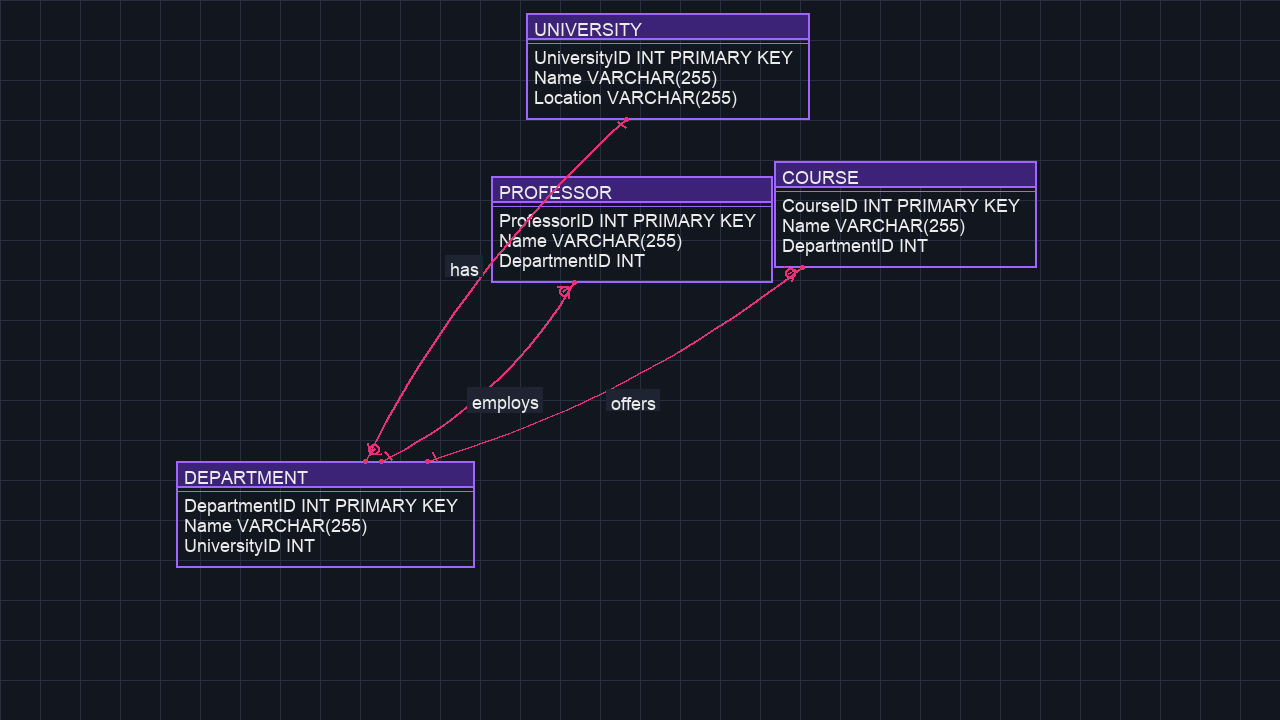 UNIVERSITY
UniversityID INT PRIMARY KEY
Name VARCHAR(255)
Location VARCHAR(255)
PROFESSOR
ProfessorID INT PRIMARY KEY
Name VARCHAR(255)
DepartmentID INT
COURSE
CourseID INT PRIMARY KEY
Name VARCHAR(255)
DepartmentID INT
has
employs
offers
DEPARTMENT
DepartmentID INT PRIMARY KEY
Name VARCHAR(255)
UniversityID INT